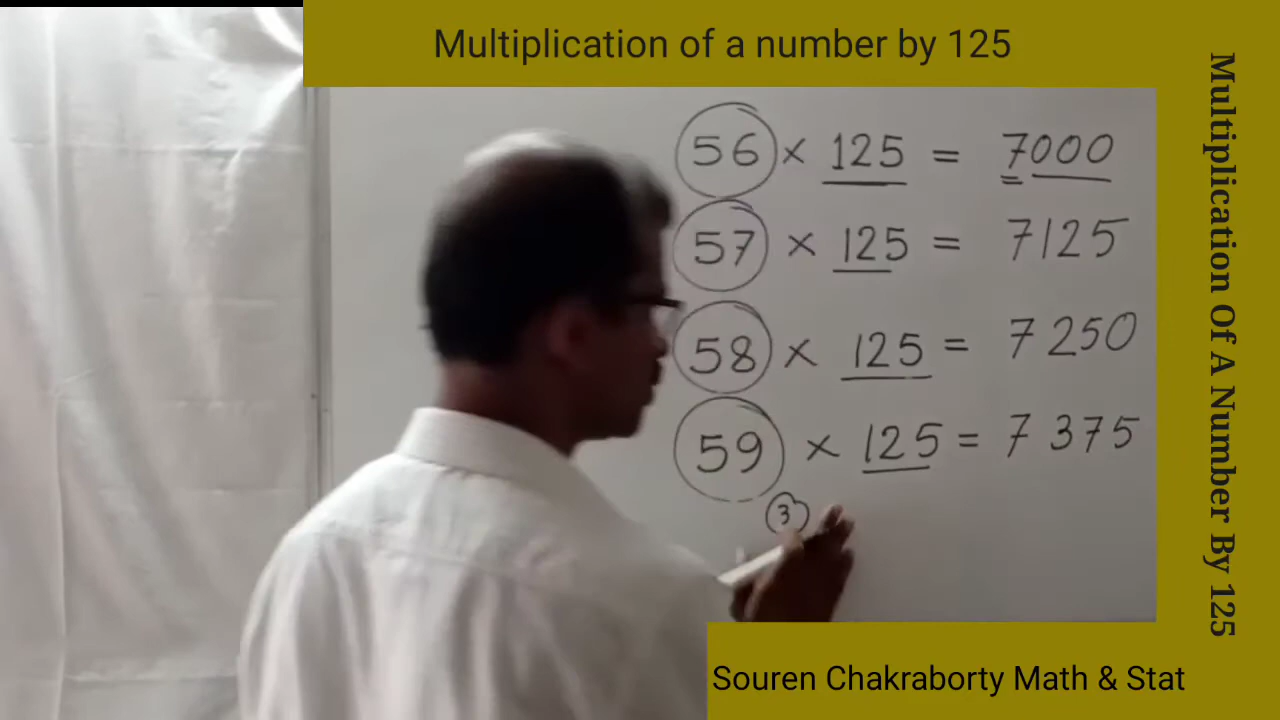 Multiplication of a number by 125
56 × 125 = 7000
57 × 125 = 7125
58 × 125 = 7250
59 × 125 = 7375
3
Souren Chakraborty Math & Stat
Multiplication Of A Number By 125